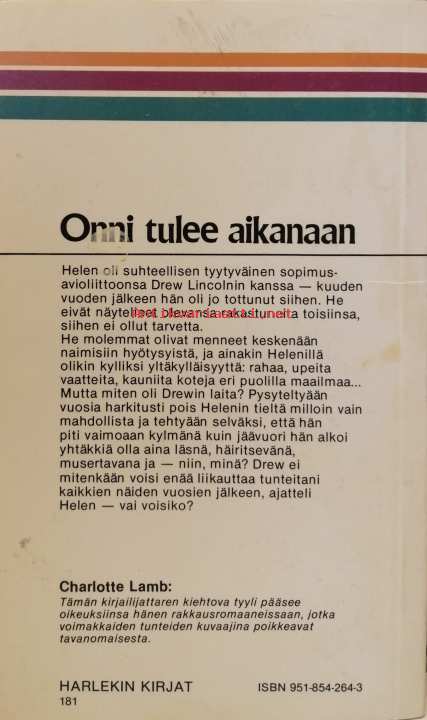 Onni tulee aikanaan
Helen oli suhteellisen tyytyväinen sopimus-
avioliittoonsa Drew Lincolnin kanssa — kuuden
vuoden jälkeen hän oli jo tottunut siihen. He
eivät näytelleet olevansa rakastuneita toisiinsa,
siihen ei ollut tarvetta.
He molemmat olivat menneet keskenään
naimisiin hyötysyistä, ja ainakin Helenillä
olikin kylliksi yltäkylläisyyttä: rahaa, upeita
vaatteita, kauniita koteja eri puolilla maailmaa...
Mutta miten oli Drewin laita? Pysyteltyään
vuosia harkitusti pois Helenin tieltä milloin vain
mahdollista ja tehtyään selväksi, että hän
piti vaimoaan kylmänä kuin jäävuori hän alkoi
yhtäkkiä olla aina läsnä, häiritsevänä,
musertavana ja — niin, minä? Drew ei
mitenkään voisi enää liikauttaa tunteitani
kaikkien näiden vuosien jälkeen, ajatteli
Helen — vai voisiko?
Charlotte Lamb:
Tämän kirjailijattaren kiehtova tyyli pääsee
oikeuksiinsa hänen rakkausromaaneissaan, jotka
voimakkaiden tunteiden kuvaajina poikkeavat
tavanomaisesta.
HARLEKIN KIRJAT ISBN 951-854-264-3
181